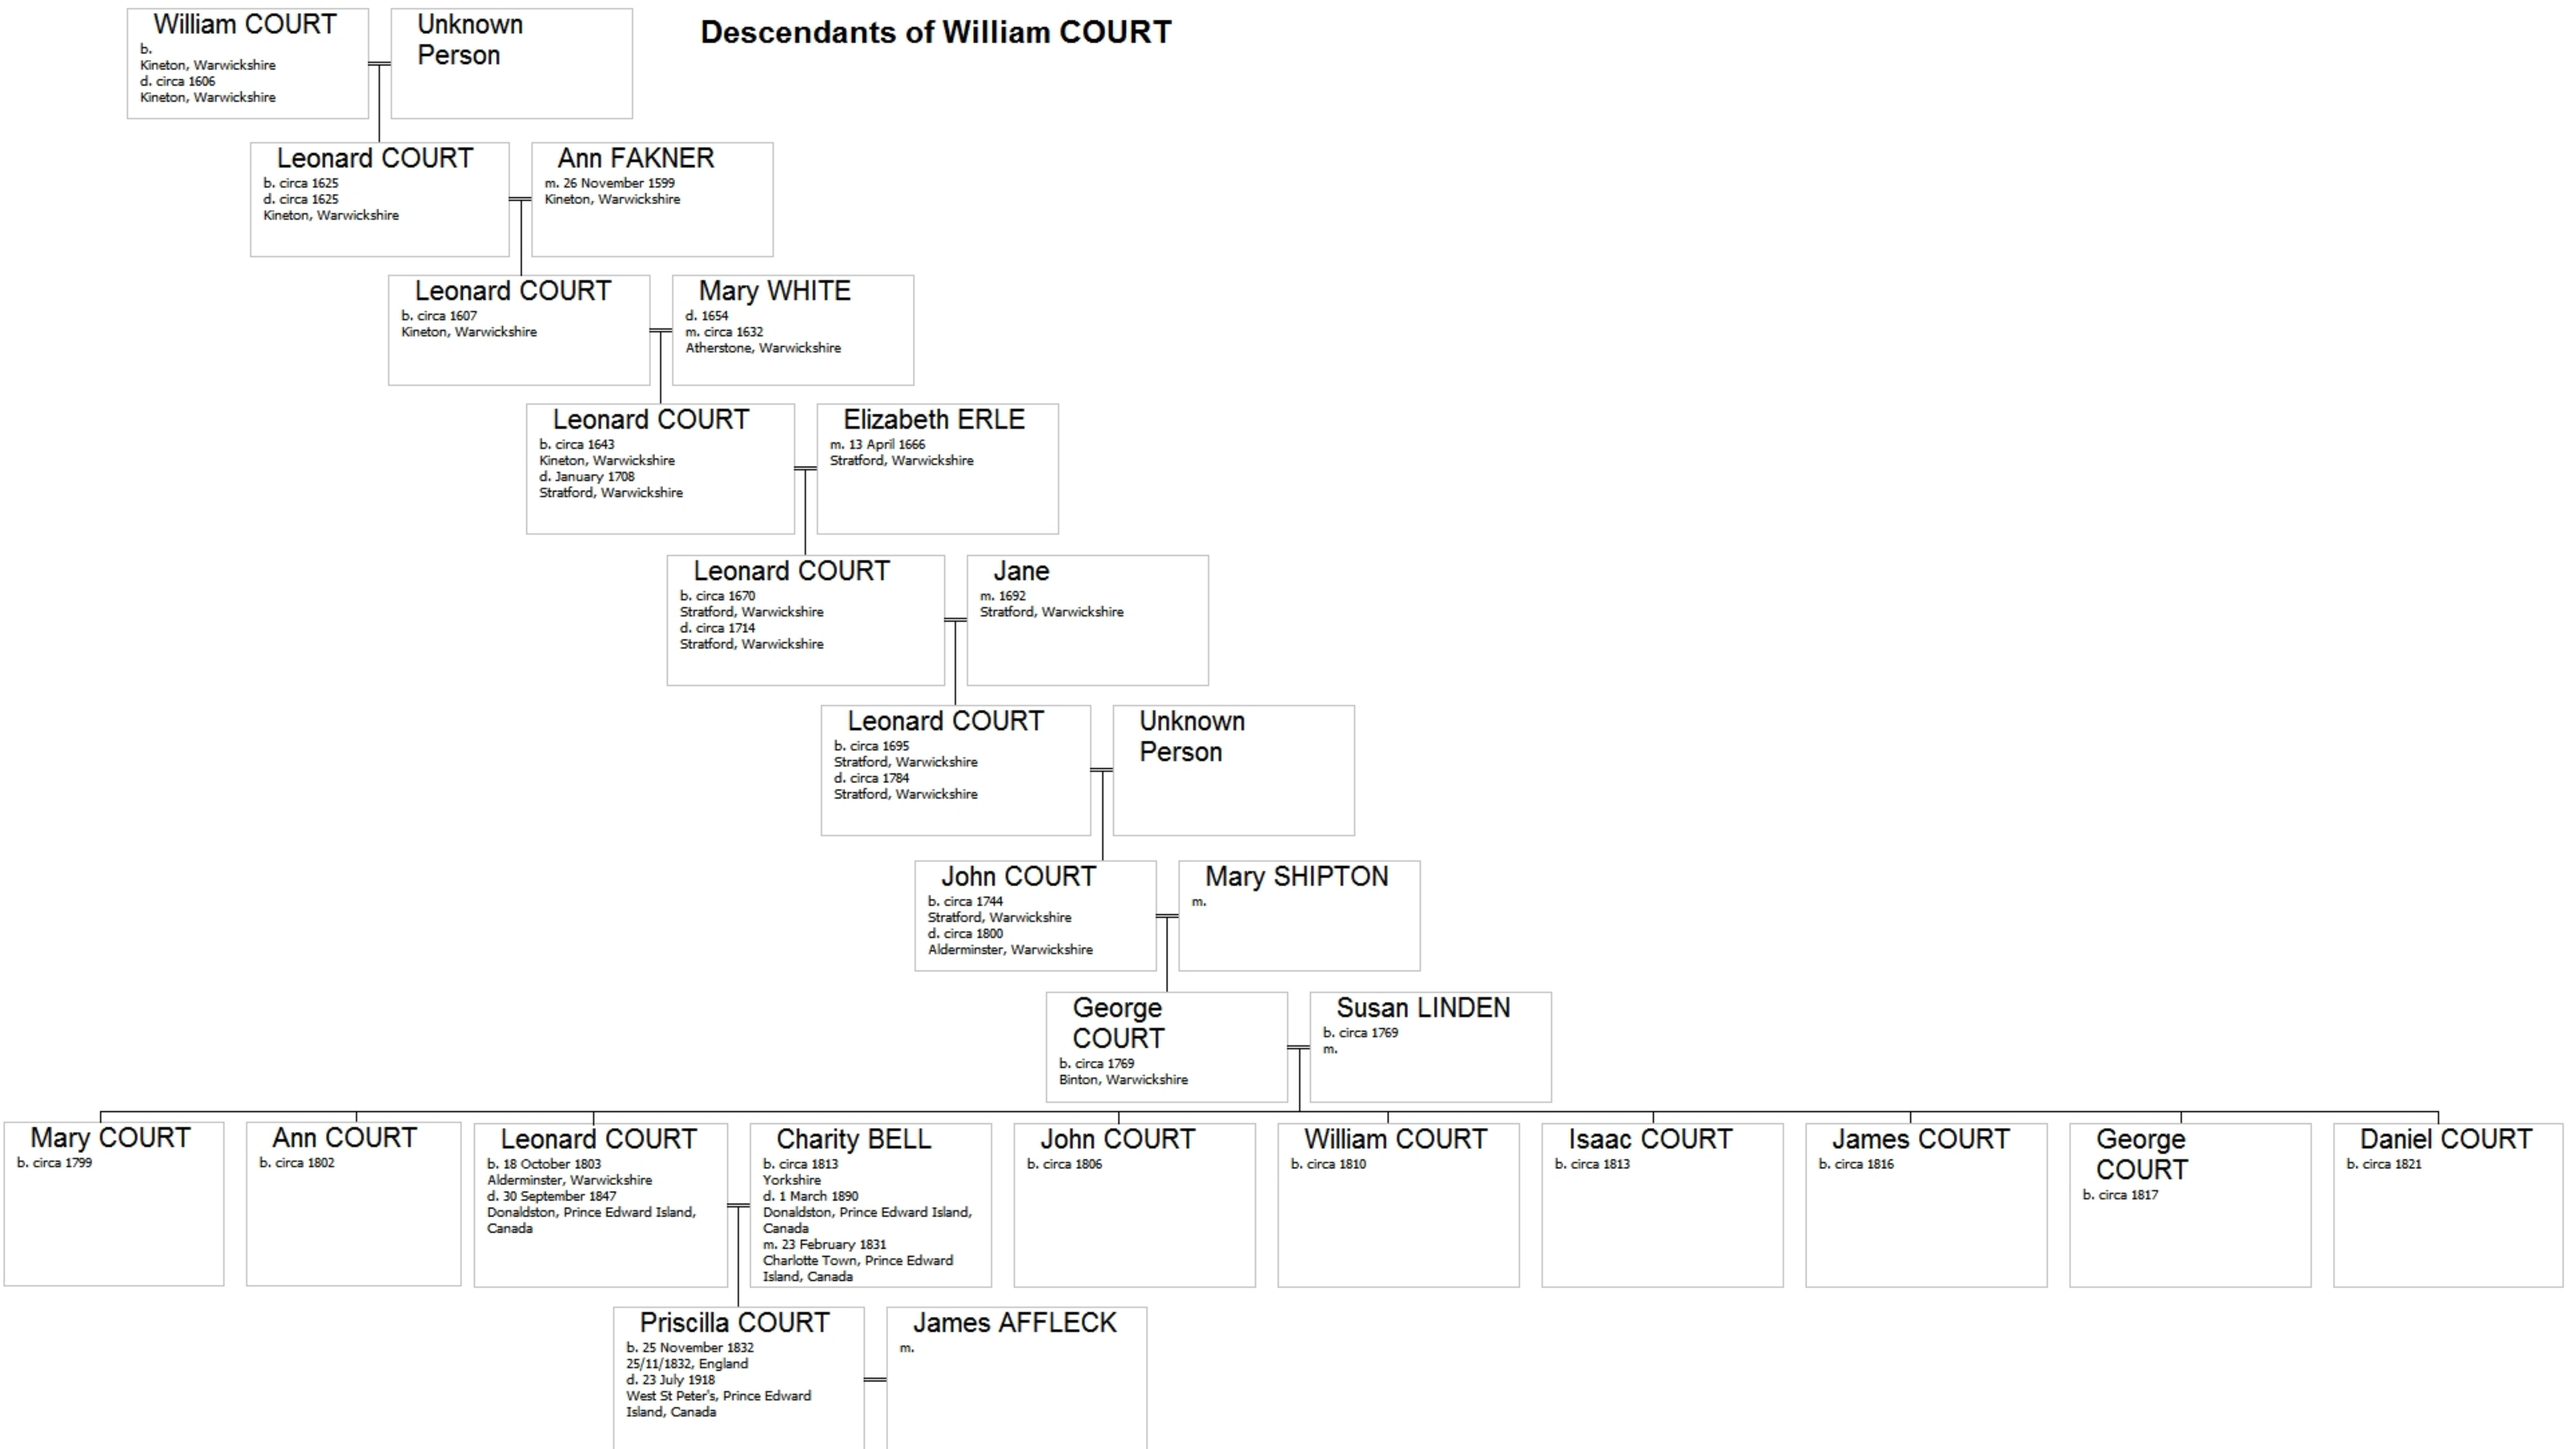 Descendants of William COURT
William COURT
b.
Kineton, Warwickshire
d. circa 1606
Kineton, Warwickshire
Unknown
Person
Leonard COURT
b. circa 1625
d. circa 1625
Kineton, Warwickshire
Ann FAKNER
m. 26 November 1599
Kineton, Warwickshire
Leonard COURT
b. circa 1607
Kineton, Warwickshire
Mary WHITE
d. 1654
m. circa 1632
Atherstone, Warwickshire
Leonard COURT
b. circa 1643
Kineton, Warwickshire
d. January 1708
Stratford, Warwickshire
Elizabeth ERLE
m. 13 April 1666
Stratford, Warwickshire
Leonard COURT
b. circa 1670
Stratford, Warwickshire
d. circa 1714
Stratford, Warwickshire
Jane
m. 1692
Stratford, Warwickshire
Leonard COURT
b. circa 1695
Stratford, Warwickshire
d. circa 1784
Stratford, Warwickshire
Unknown
Person
John COURT
b. circa 1744
Stratford, Warwickshire
d. circa 1800
Alderminster, Warwickshire
Mary SHIPTON
m.
George
COURT
b. circa 1769
Binton, Warwickshire
Susan LINDEN
b. circa 1769
m.
Mary COURT
b. circa 1799
Ann COURT
b. circa 1802
Leonard COURT
b. 18 October 1803
Alderminster, Warwickshire
d. 30 September 1847
Donaldston, Prince Edward Island,
Canada
Charity BELL
b. circa 1813
Yorkshire
d. 1 March 1890
Donaldston, Prince Edward Island,
Canada
m. 23 February 1831
Charlotte Town, Prince Edward
Island, Canada
John COURT
b. circa 1806
William COURT
b. circa 1810
Isaac COURT
b. circa 1813
James COURT
b. circa 1816
George
COURT
b. circa 1817
Daniel COURT
b. circa 1821
Priscilla COURT
b. 25 November 1832
25/11/1832, England
d. 23 July 1918
West St Peter's, Prince Edward
Island, Canada
James AFFLECK
m.